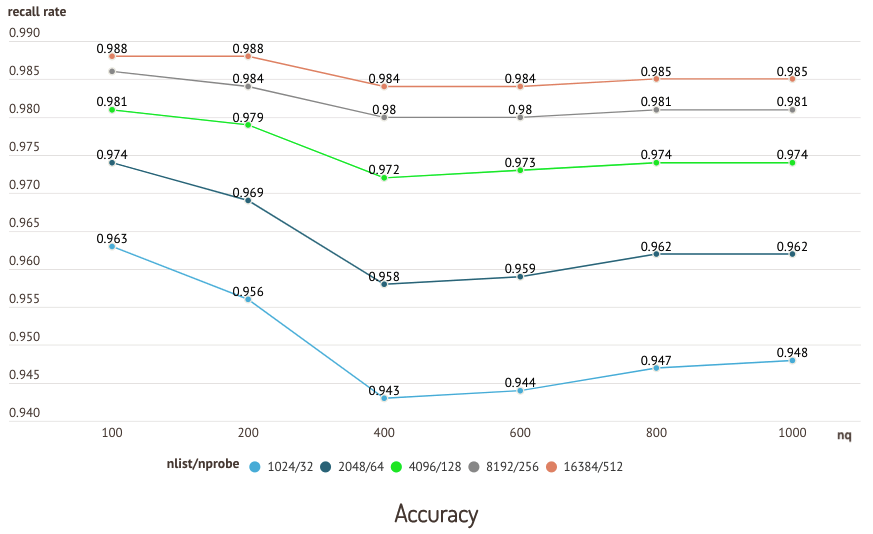 recall rate
0.990
0.988 0.988
0.985 0.984 0.984 0.984 0.985 0.985
0.980 0.981 0.98 0.98 0.981 0.981
0.979
0.975 0.974 0.972 0.973 0.974 0.974
0.970 0.969
0.965 0.963
0.960 0.958 0.959 0.962 0.962
0.955 0.956
0.950
0.945 0.943 0.944 0.947 0.948
0.940
100 200 400 600 800 1000 nq
nlist/nprobe 1024/32 2048/64 4096/128 8192/256 16384/512
Accuracy